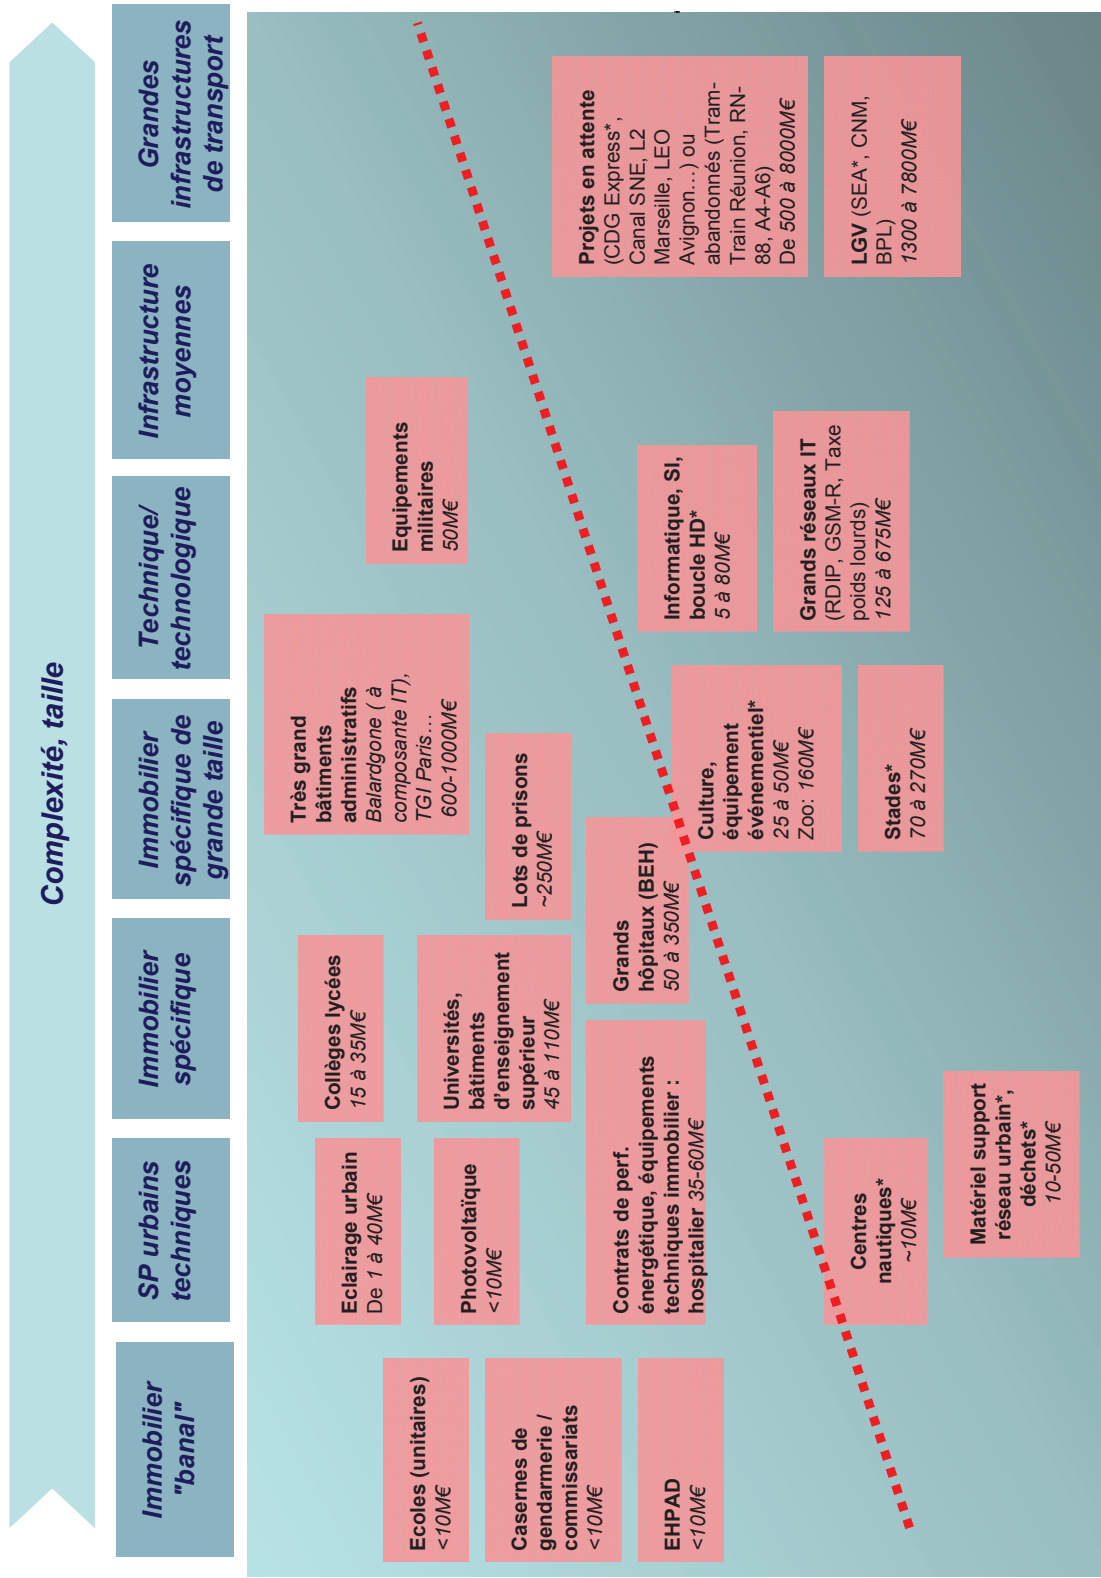 Complexité, taille
Immobilier
"banal"
SP urbains
techniques
Immobilier
spécifique
Immobilier
spécifique de
grande taille
Technique/
technologique
Infrastructure
moyennes
Grandes
infrastructures
de transport
Ecoles (unitaires)
<10M€
Casernes de
gendarmerie /
commissariats
<10M€
EHPAD
<10M€
Eclairage urbain
De 1 à 40M€
Photovoltaïque
<10M€
Contrats de perf.
énergétique, équipements
techniques immobilier :
hospitalier 35-60M€
Centres
nautiques*
~10M€
Matériel support
réseau urbain*,
déchets*
10-50M€
Collèges lycées
15 à 35M€
Universités,
bâtiments
d'enseignement
supérieur
45 à 110M€
Grands
hôpitaux (BEH)
50 à 350M€
Très grand
bâtiments
administratifs
Balardgone ( à
composante IT),
TGI Paris…
600-1000M€
Lots de prisons
~250M€
Culture,
équipement
événementiel*
25 à 50M€
Zoo: 160M€
Stades*
70 à 270M€
Equipements
militaires
50M€
Informatique, SI,
boucle HD*
5 à 80M€
Grands réseaux IT
(RDIP, GSM-R, Taxe
poids lourds)
125 à 675M€
Projets en attente
(CDG Express*,
Canal SNE, L2
Marseille, LEO
Avignon…) ou
abandonnés (Tram-
Train Réunion, RN-
88, A4-A6)
De 500 à 8000M€
LGV (SEA*, CNM,
BPL)
1300 à 7800M€